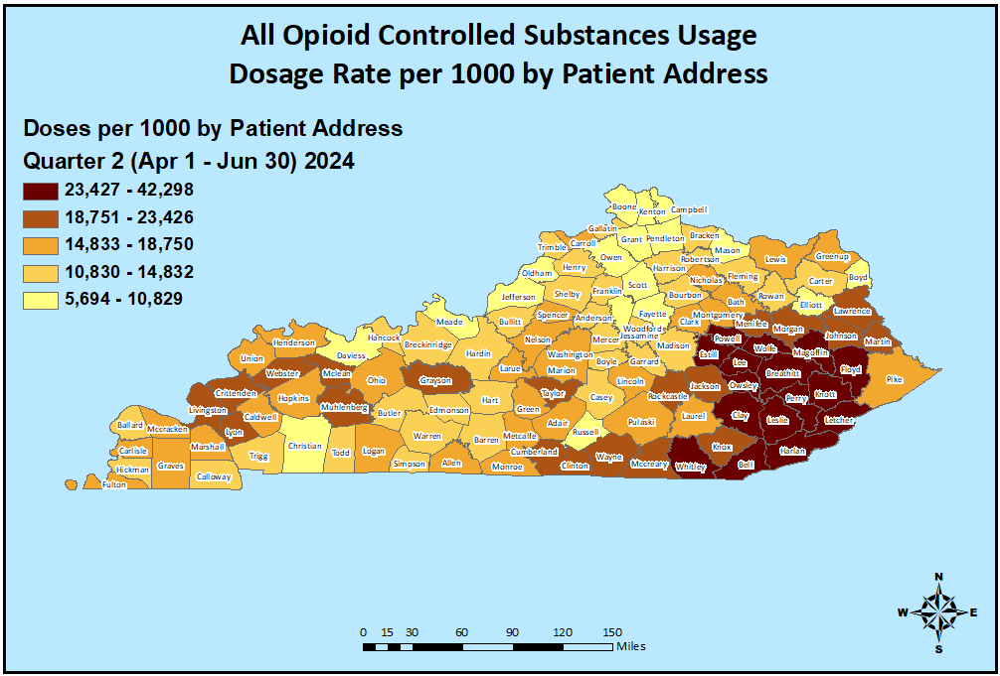 All Opioid Controlled Substances Usage
Dosage Rate per 1000 by Patient Address
Doses per 1000 by Patient Address
Quarter 2 (Apr 1 - Jun 30) 2024
23,427 - 42,298
18,751 - 23,426
14,833 - 18,750
10,830 - 14,832
5,694 - 10,829
Boone
Kenton
Campbell
Gallatin
Trimble
Carroll
Grant
Pendleton
Bracken
Mason
Owen
Robertson
Lewis
Greenup
Oldham
Henry
Harrison
Nicholas
Fleming
Carter
Boyd
Jefferson
Shelby
Franklin
Scott
Bourbon
Bath
Rowan
Elliott
Lawrence
Meade
Bullitt
Spencer
Anderson
Woodford
Fayette
Clark
Montgomery
Menifee
Morgan
Johnson
Martin
Hancock
Breckinridge
Hardin
Nelson
Mercer
Jessamine
Madison
Powell
Estill
Wolfe
Magoffin
Floyd
Pike
Henderson
Daviess
Union
Webster
Mclean
Ohio
Grayson
Larue
Washington
Marion
Boyle
Garrard
Lee
Breathitt
Knott
Crittenden
Hopkins
Muhlenberg
Butler
Edmonson
Hart
Taylor
Green
Casey
Lincoln
Rockcastle
Jackson
Owsley
Perry
Letcher
Livingston
Lyon
Caldwell
Christian
Todd
Logan
Warren
Barren
Metcalfe
Adair
Russell
Pulaski
Laurel
Clay
Leslie
Harlan
Ballard
Mccracken
Carlisle
Marshall
Hickman
Graves
Fulton
Calloway
Trigg
Simpson
Allen
Monroe
Cumberland
Clinton
Wayne
Mccreary
Whitley
Knox
Bell
N
W
E
S
0 15 30 60 90 120 150
Miles